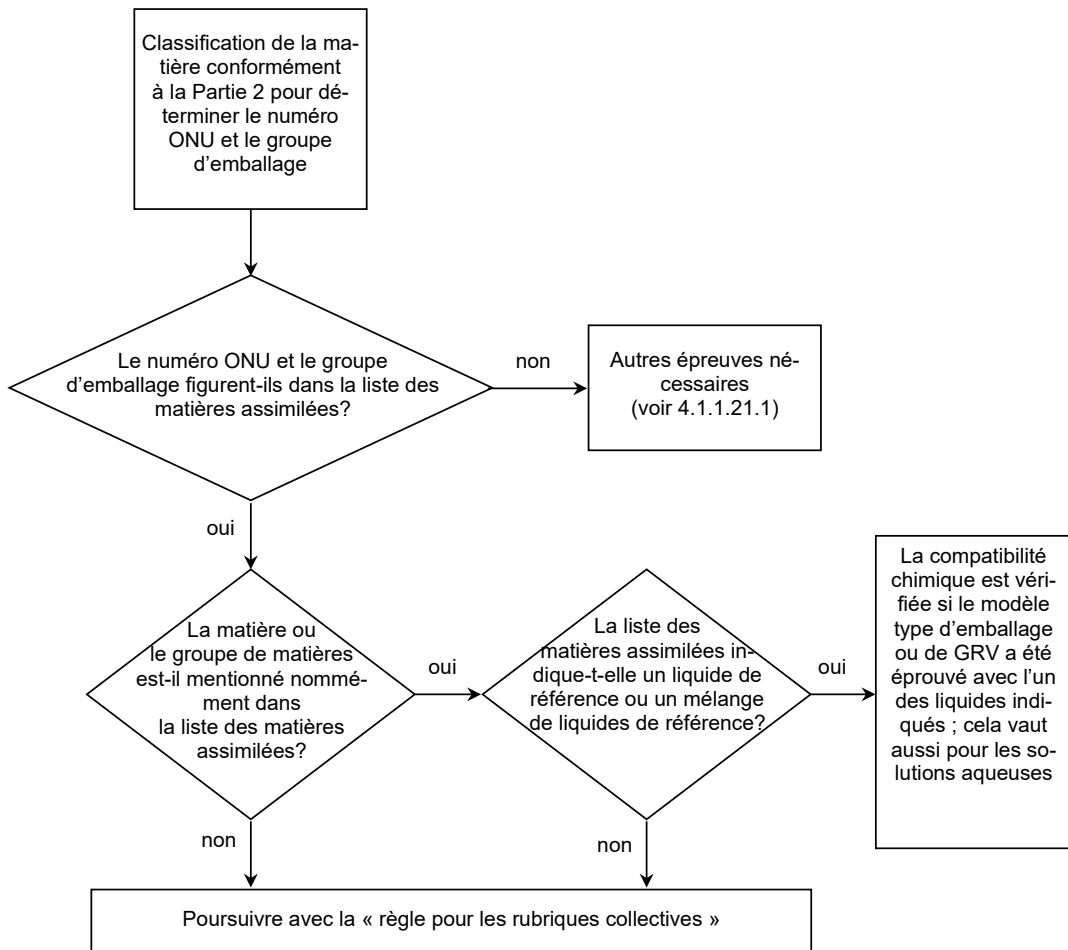 Classification de la ma-
tière conformément
à la Partie 2 pour dé-
terminer le numéro
ONU et le groupe
d'emballage
Le numéro ONU et le groupe
d'emballage figurent-ils dans la liste des
matières assimilées?
non
Autres épreuves né-
cessaires
(voir 4.1.1.21.1)
oui
La matière ou
le groupe de matières
est-il mentionné nommé-
ment dans
la liste des matières
assimilées?
oui
La liste des
matières assimilées in-
dique-t-elle un liquide de
référence ou un mélange
de liquides de référence?
oui
La compatibilité
chimique est véri-
fiée si le modèle
type d'emballage
ou de GRV a été
éprouvé avec l'un
des liquides indi-
qués ; cela vaut
aussi pour les so-
lutions aqueuses
non
non
Poursuivre avec la « règle pour les rubriques collectives »